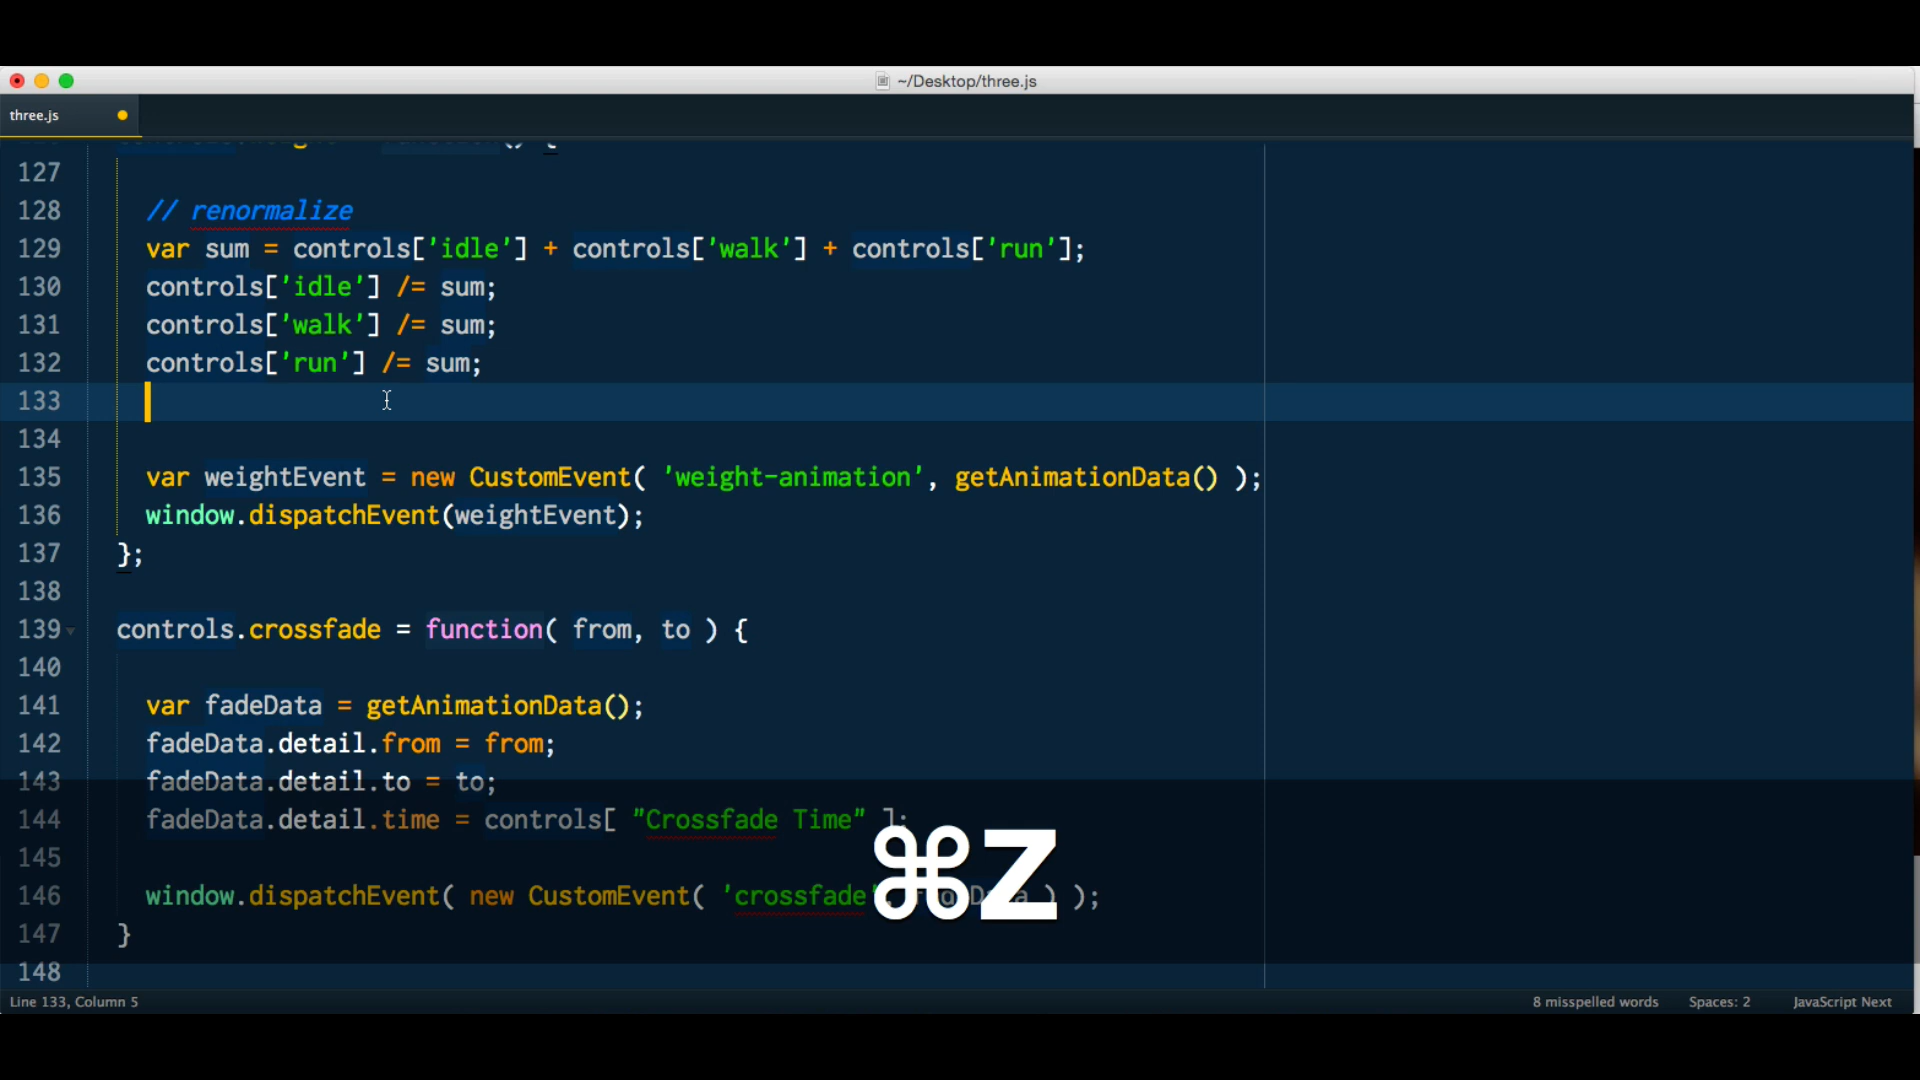 ~/Desktop/three.js
three.js
127
128 // renormalize
129 var sum = controls['idle'] + controls['walk'] + controls['run'];
130 controls['idle'] /= sum;
131 controls['walk'] /= sum;
132 controls['run'] /= sum;
133
134
135 var weightEvent = new CustomEvent( 'weight-animation', getAnimationData() );
136 window.dispatchEvent(weightEvent);
137 };
138
139 controls.crossfade = function( from, to ) {
140
141 var fadeData = getAnimationData();
142 fadeData.detail.from = from;
143 fadeData.detail.to = to;
144 fadeData.detail.time = controls[ "Crossfade Time" ];
145
146 window.dispatchEvent( new CustomEvent( 'crossfade', fadeData ) );
147 }
148
⌘Z
Line 133, Column 5
8 misspelled words
Spaces: 2
JavaScript Next